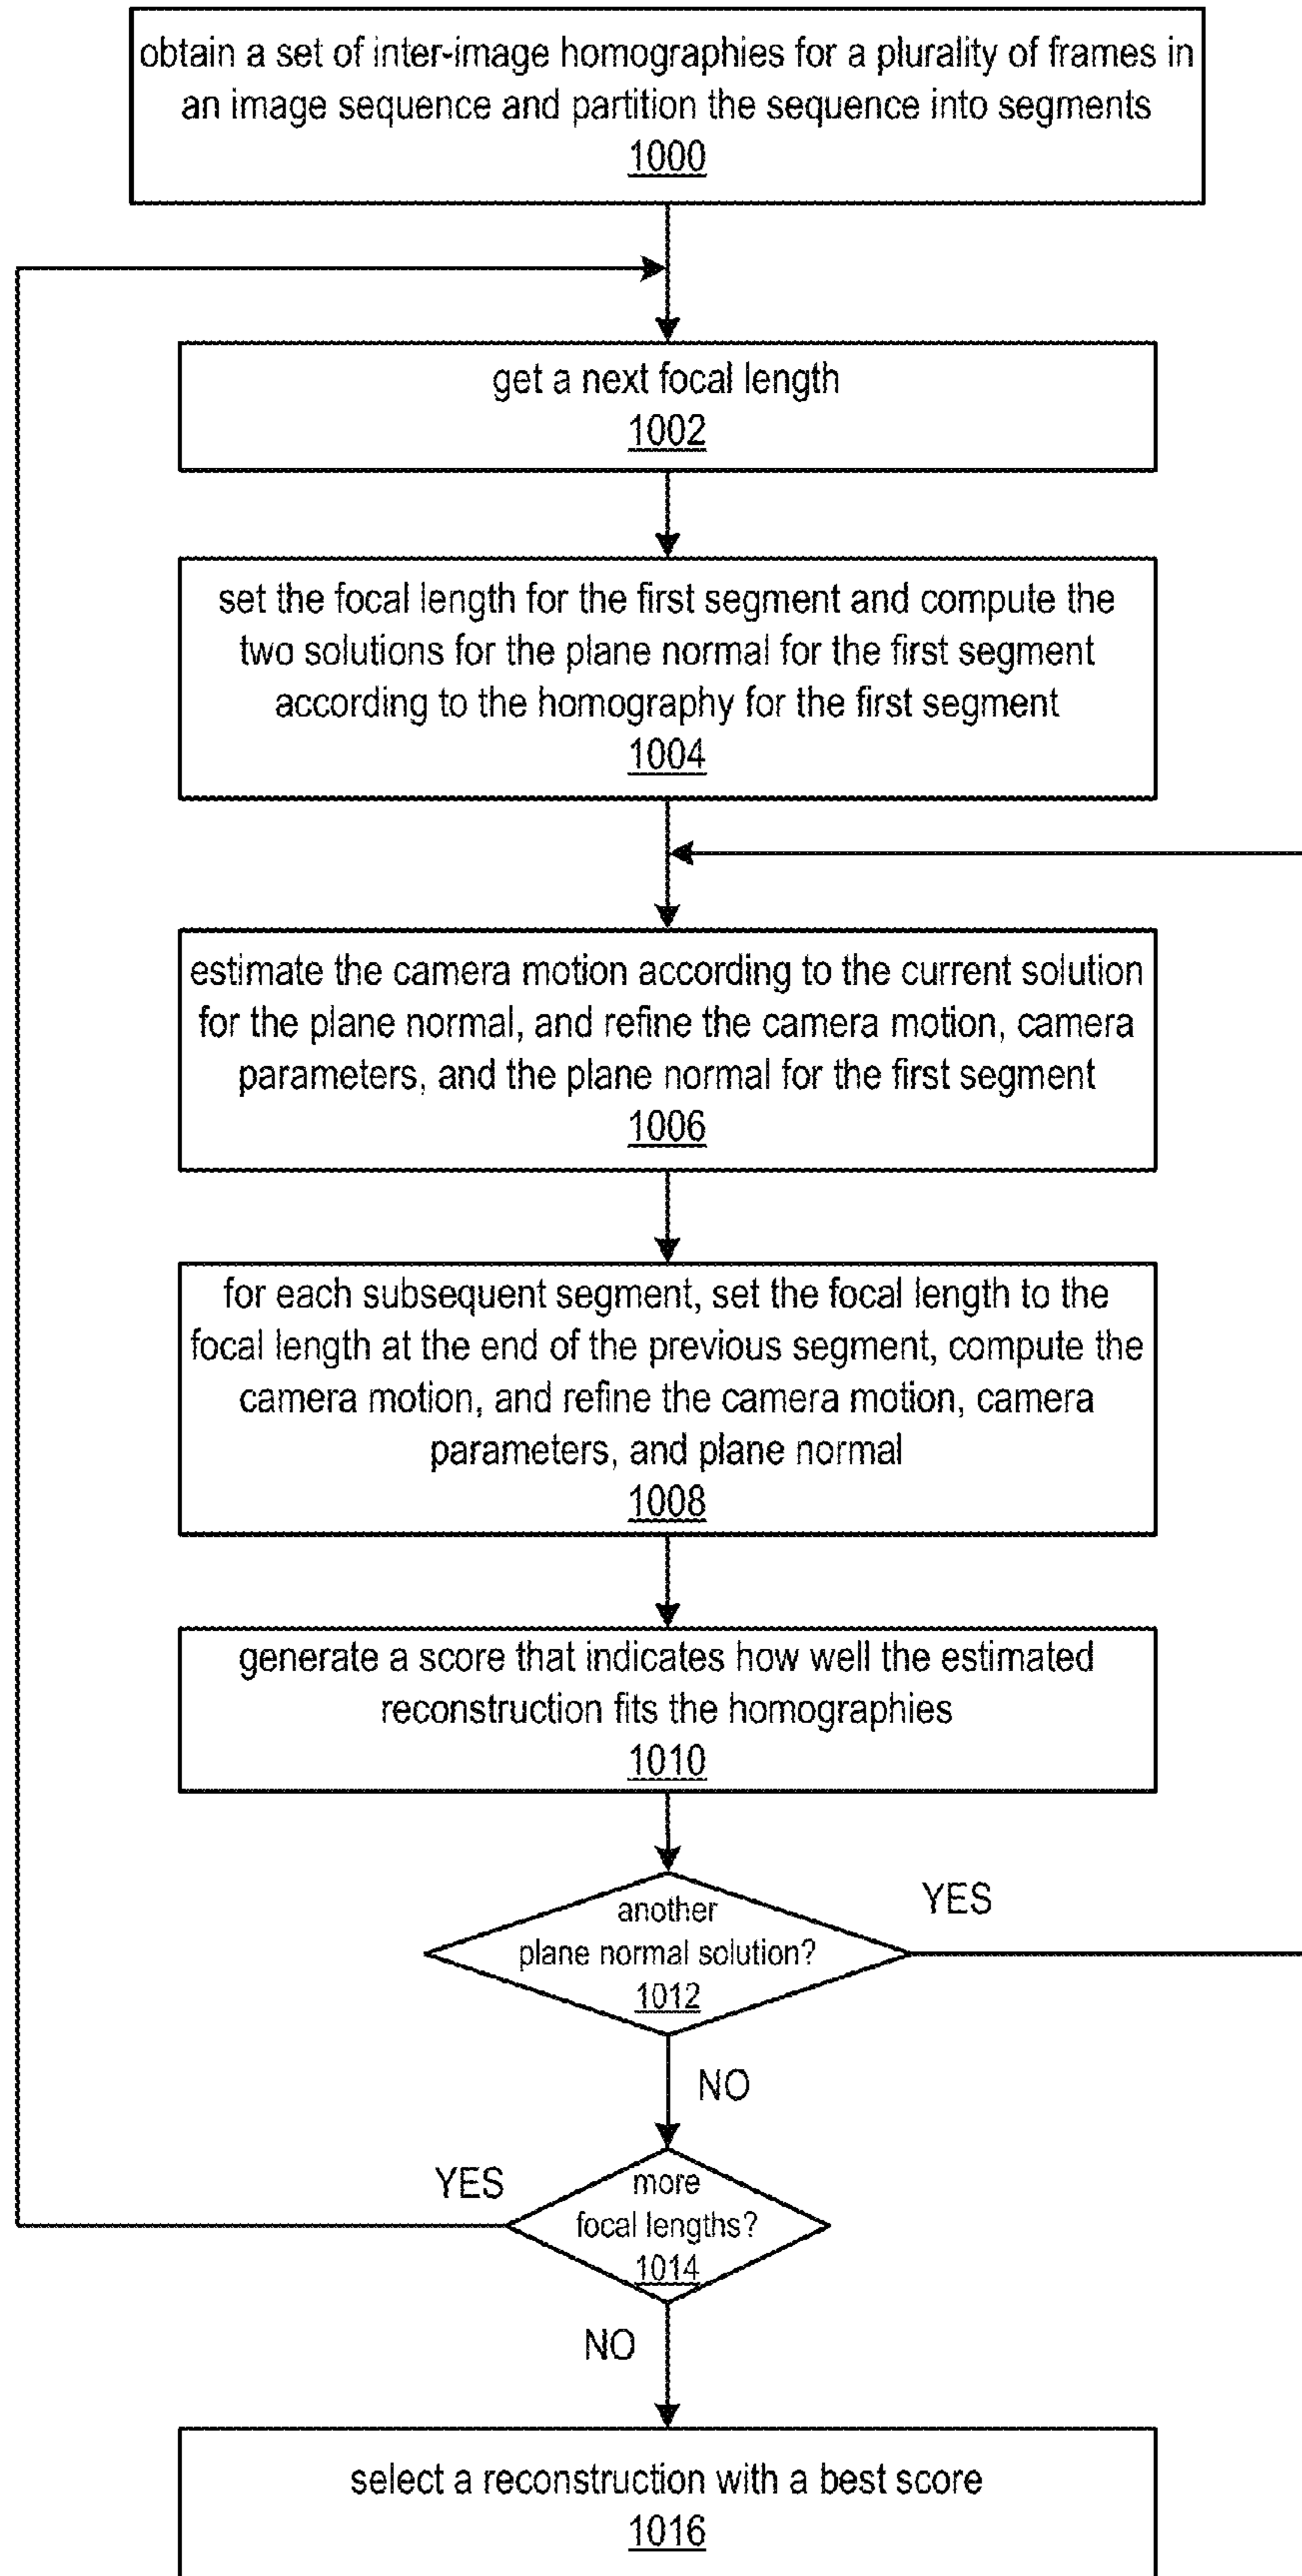 obtain a set of inter-image homographies for a plurality of frames in
an image sequence and partition the sequence into segments
1000
get a next focal length
1002
set the focal length for the first segment and compute the
two solutions for the plane normal for the first segment
according to the homography for the first segment
1004
estimate the camera motion according to the current solution
for the plane normal, and refine the camera motion, camera
parameters, and the plane normal for the first segment
1006
for each subsequent segment, set the focal length to the
focal length at the end of the previous segment, compute the
camera motion, and refine the camera motion, camera
parameters, and plane normal
1008
generate a score that indicates how well the estimated
reconstruction fits the homographies
1010
another
plane normal solution?
1012
YES
NO
more
focal lengths?
1014
YES
NO
select a reconstruction with a best score
1016